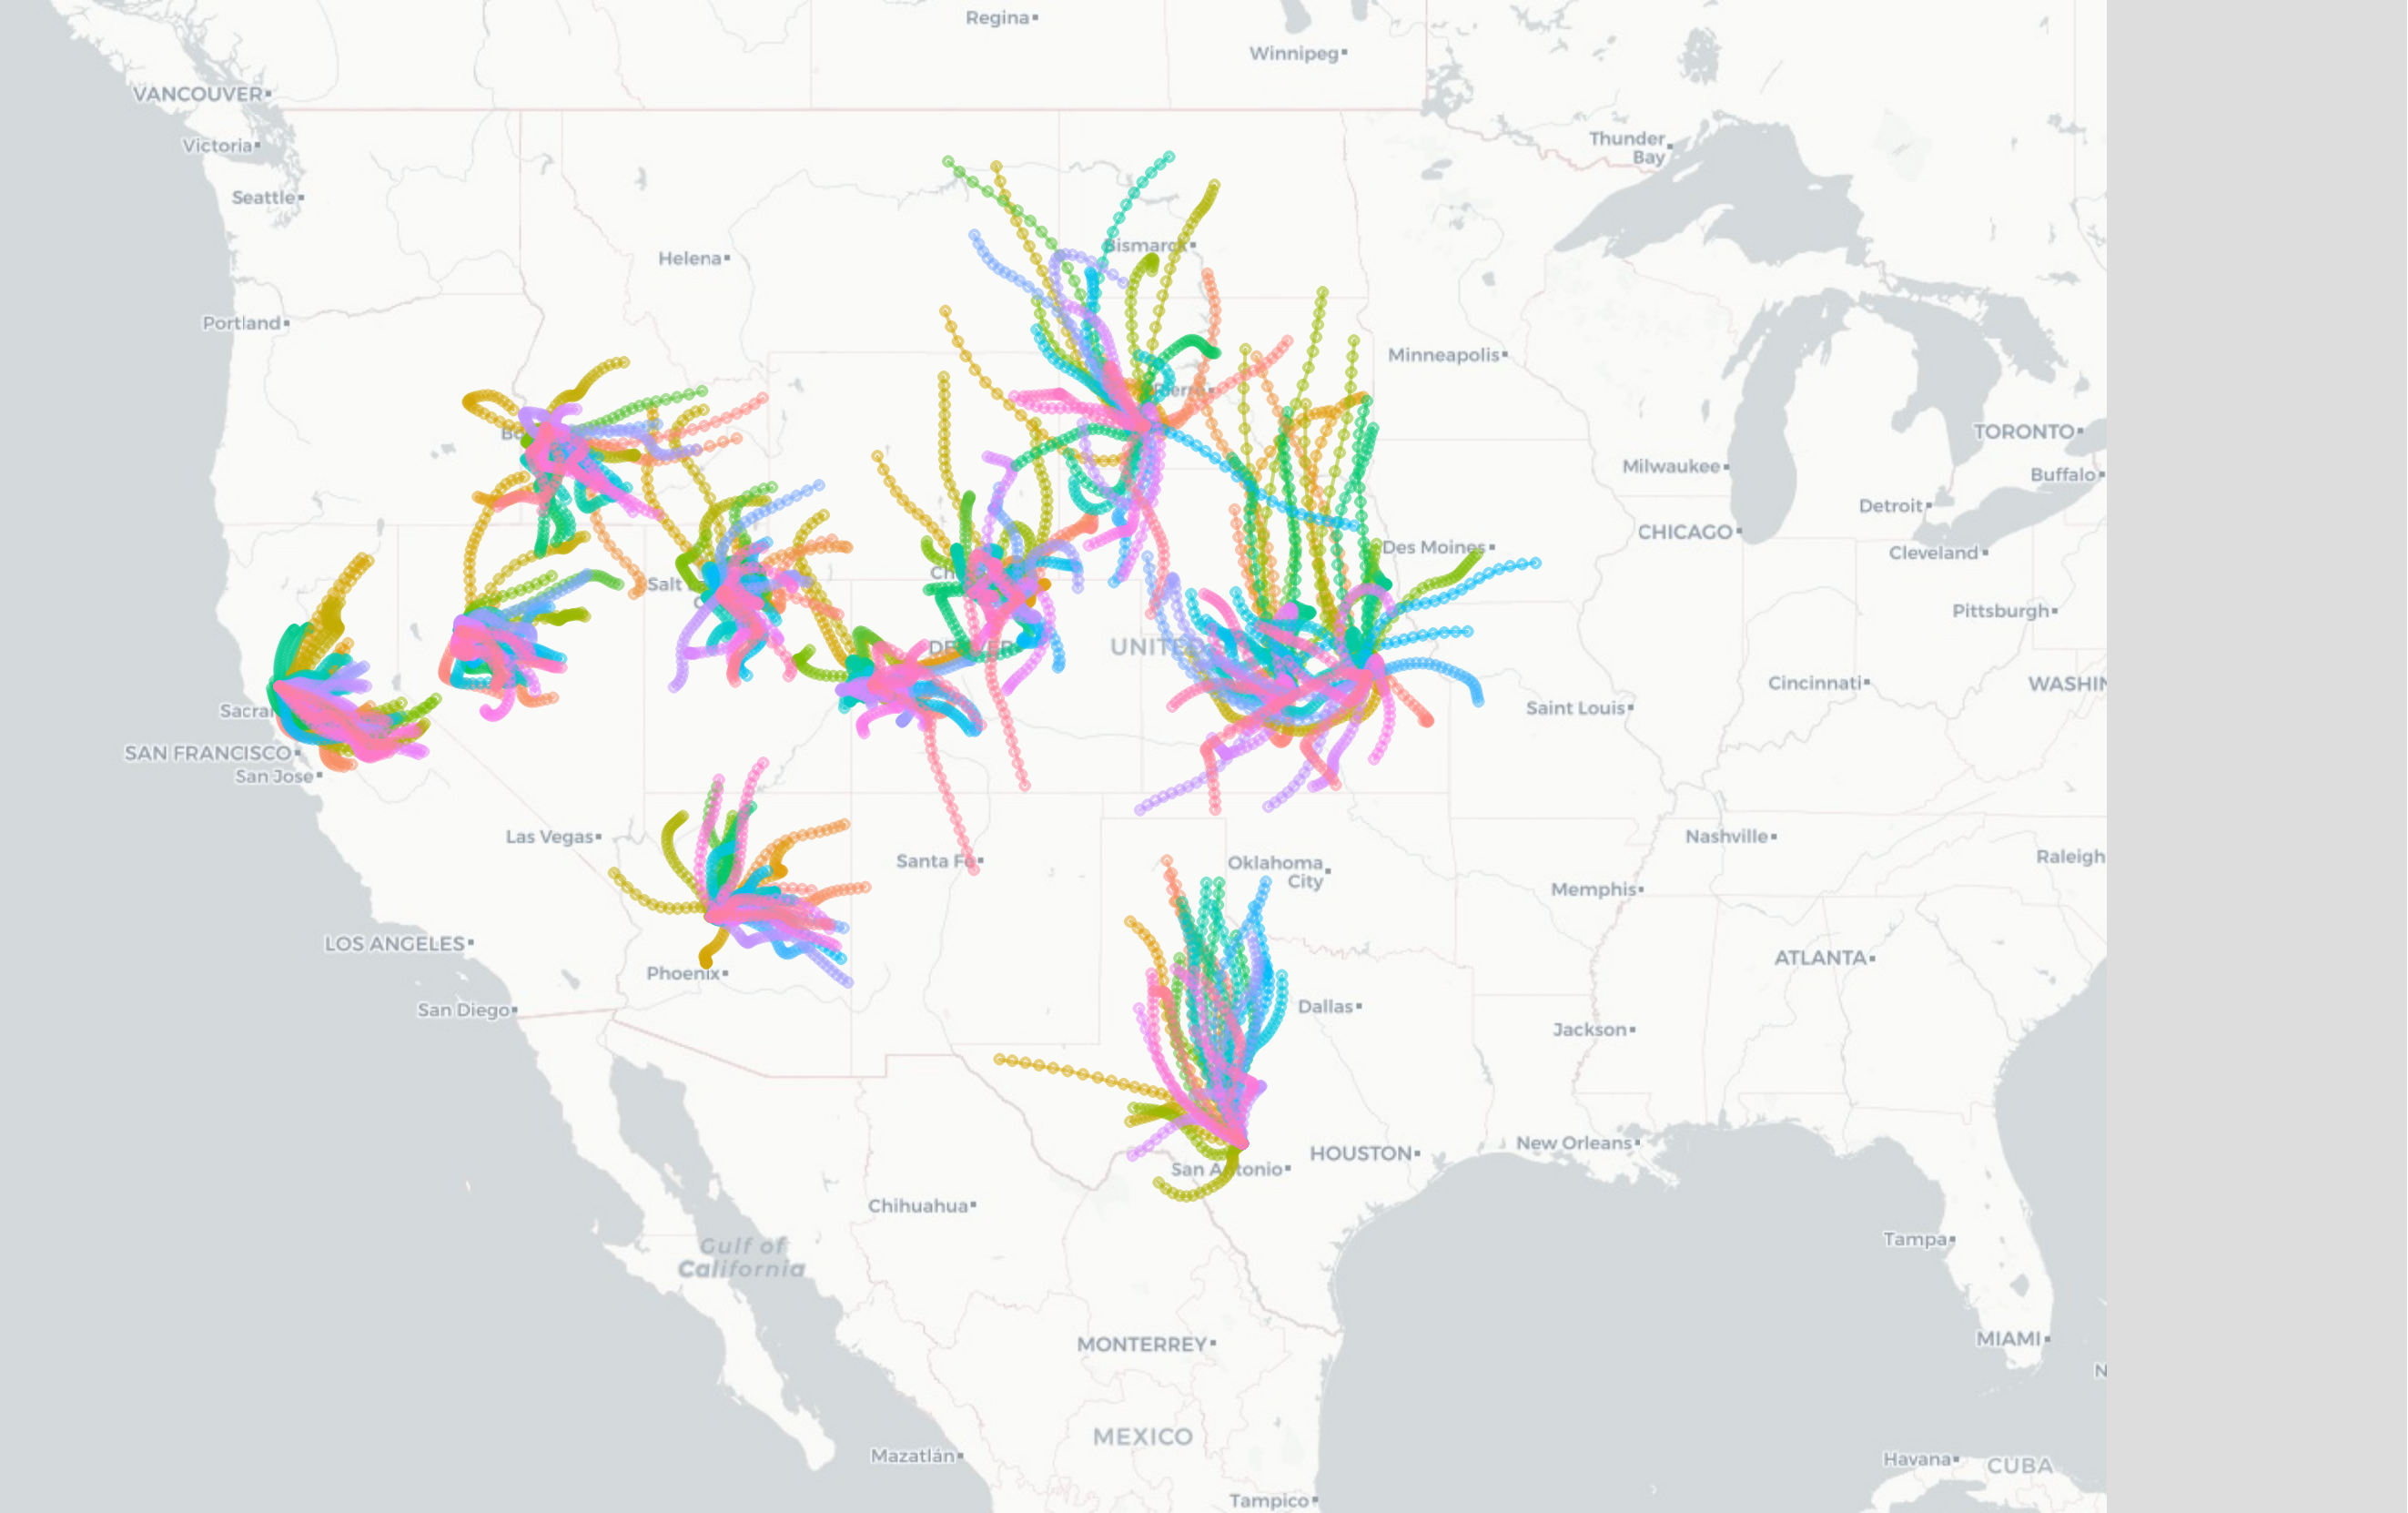 Regina
Winnipeg
VANCOUVER
Thunder
Bay
Victoria
Seattle
Bismarck
Helena
Portland
Minneapolis
Pierre
TORONTO
Milwaukee
Buffalo
Detroit
CHICAGO
Des Moines
Cleveland
Salt
Pittsburgh
UNITED
Cincinnati
Saint Louis
SAN FRANCISCO
San Jose
Las Vegas
Nashville
Raleigh
Santa Fe
Oklahoma
City
Memphis
LOS ANGELES
ATLANTA
Phoenix
San Diego
Dallas
Jackson
New Orleans
HOUSTON
San Antonio
Chihuahua
Tampa
Gulf of
California
MIAMI
MONTERREY
MEXICO
Mazatlán
Havana
CUBA
Tampico